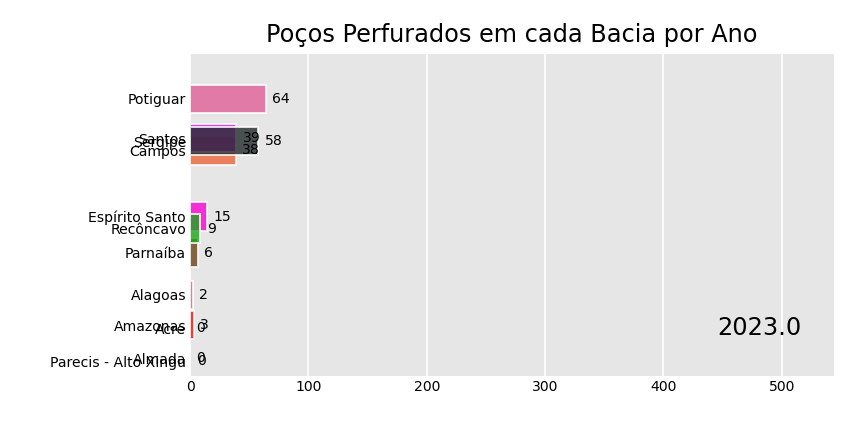 Poços Perfurados em cada Bacia por Ano
Potiguar 64
Santos 39
Sergipe 58
Campos 38
Espírito Santo 15
Recôncavo 9
Parnaíba 6
Alagoas 2
Amazonas 3
Acre 0
2023.0
Almada 0
Parecis - Alto Xingu 0
0 100 200 300 400 500